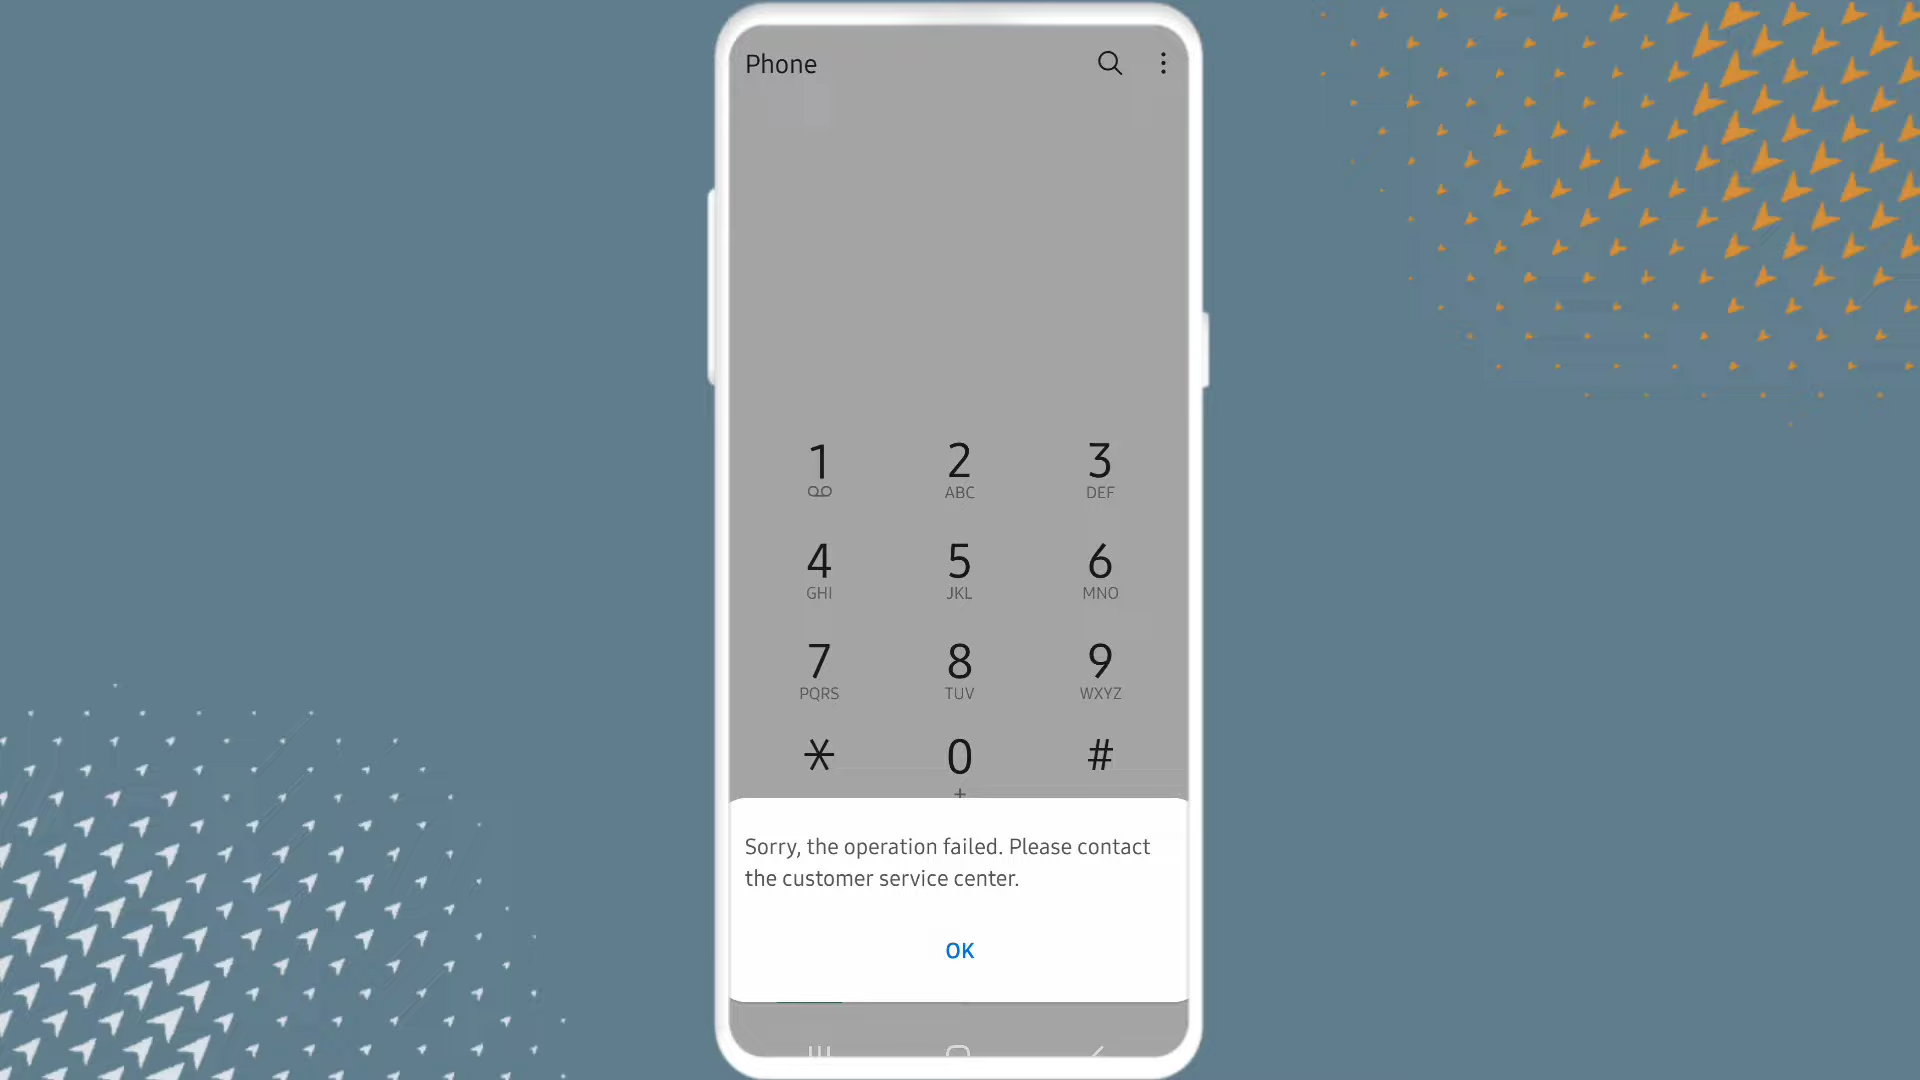 Phone
1 2 3
ABC DEF
4 5 6
GHI JKL MNO
7 8 9
PQRS TUV WXYZ
* 0 #
+
Sorry, the operation failed. Please contact
the customer service center.
OK